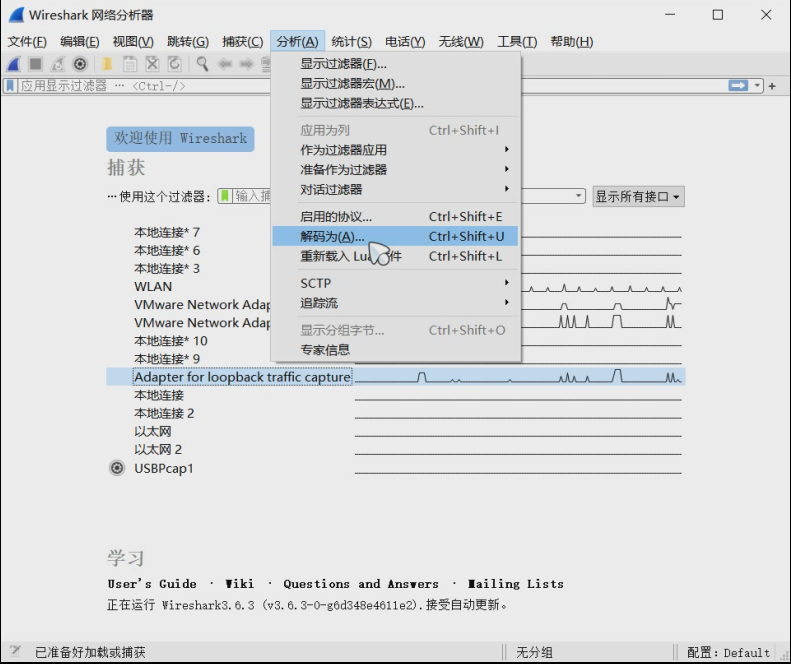 Wireshark 网络分析器
文件(F) 编辑(E) 视图(V) 跳转(G) 捕获(C) 分析(A) 统计(S) 电话(Y) 无线(W) 工具(T) 帮助(H)
应用显示过滤器 … <Ctrl-/>
显示过滤器(F)...
显示过滤器宏(M)...
显示过滤器表达式(E)...
应用为列 Ctrl+Shift+I
作为过滤器应用
准备作为过滤器
对话过滤器
启用的协议... Ctrl+Shift+E
解码为(A)... Ctrl+Shift+U
重新载入 Lua 件 Ctrl+Shift+L
SCTP
追踪流
显示分组字节... Ctrl+Shift+O
专家信息
欢迎使用 Wireshark
捕获
…使用这个过滤器: 输入捕 显示所有接口
本地连接* 7
本地连接* 6
本地连接* 3
WLAN
VMware Network Adap
VMware Network Adap
本地连接* 10
本地连接* 9
Adapter for loopback traffic capture
本地连接
本地连接 2
以太网
以太网 2
USBPcap1
学习
User's Guide · Wiki · Questions and Answers · Mailing Lists
正在运行 Wireshark3.6.3 (v3.6.3-0-g6d348e4611e2).接受自动更新。
已准备好加载或捕获 无分组 配置：Default